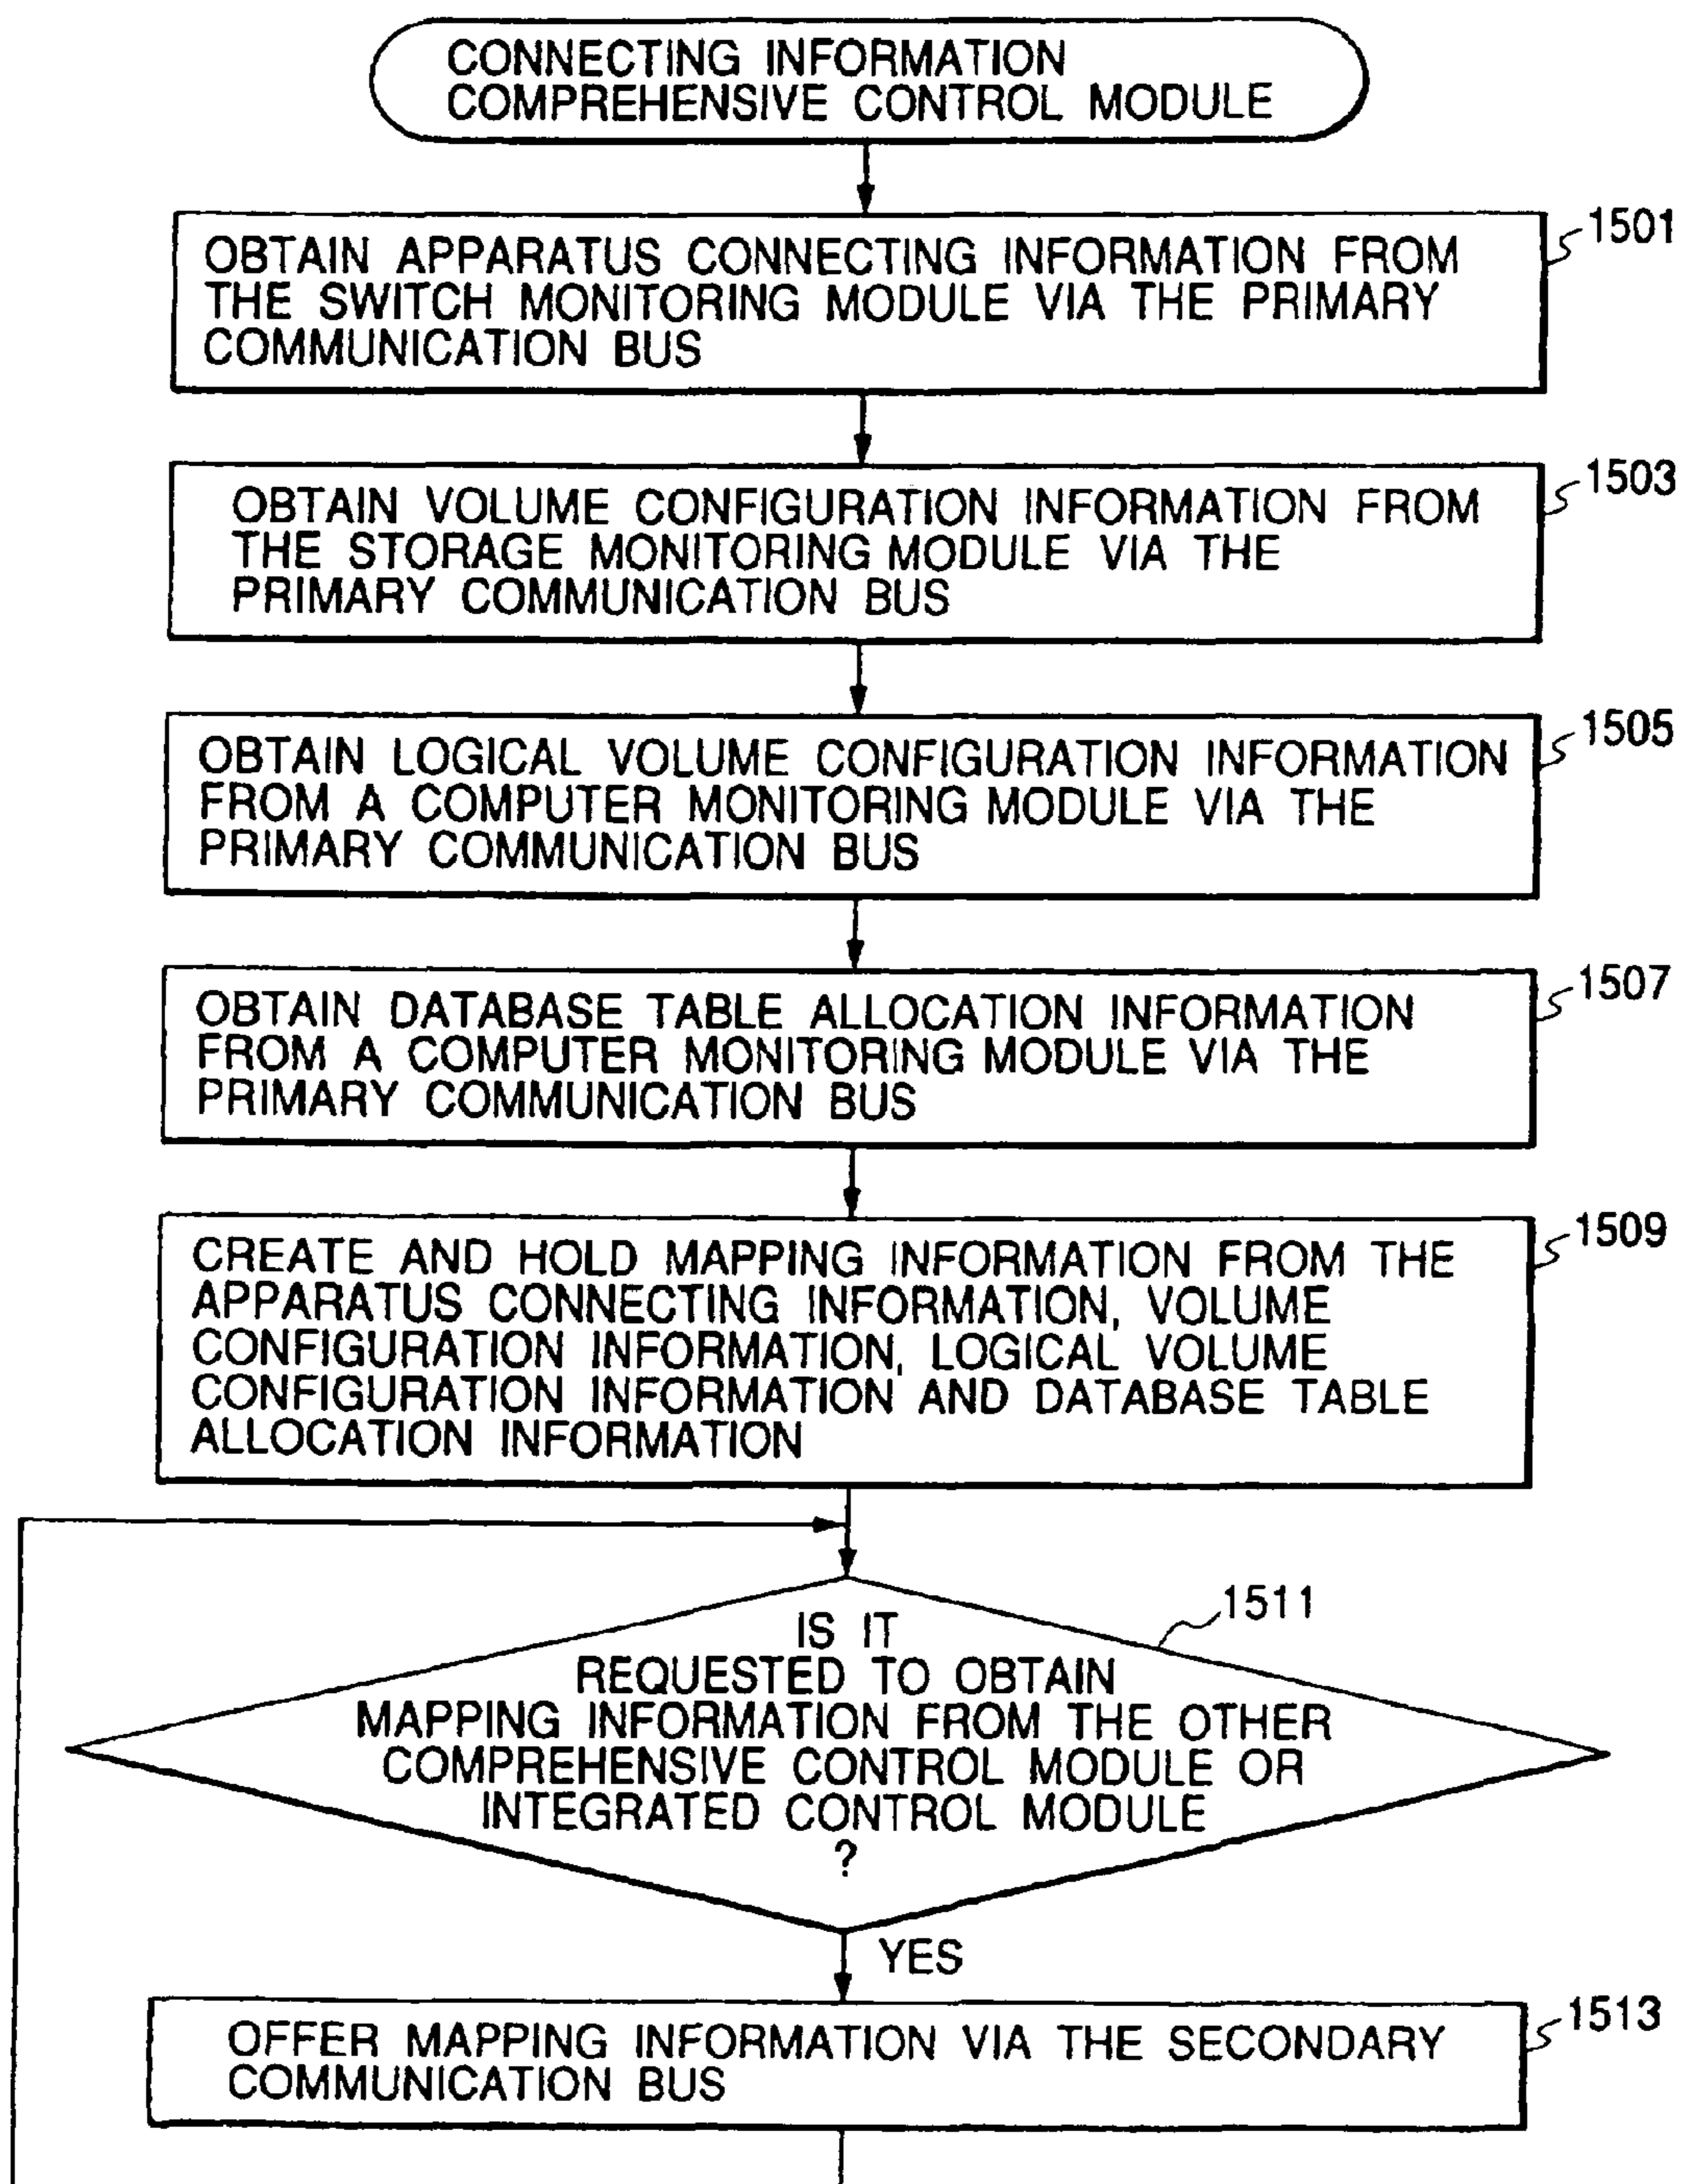 CONNECTING INFORMATION
COMPREHENSIVE CONTROL MODULE
1501
OBTAIN APPARATUS CONNECTING INFORMATION FROM
THE SWITCH MONITORING MODULE VIA THE PRIMARY
COMMUNICATION BUS
1503
OBTAIN VOLUME CONFIGURATION INFORMATION FROM
THE STORAGE MONITORING MODULE VIA THE
PRIMARY COMMUNICATION BUS
1505
OBTAIN LOGICAL VOLUME CONFIGURATION INFORMATION
FROM A COMPUTER MONITORING MODULE VIA THE
PRIMARY COMMUNICATION BUS
1507
OBTAIN DATABASE TABLE ALLOCATION INFORMATION
FROM A COMPUTER MONITORING MODULE VIA THE
PRIMARY COMMUNICATION BUS
1509
CREATE AND HOLD MAPPING INFORMATION FROM THE
APPARATUS CONNECTING INFORMATION, VOLUME
CONFIGURATION INFORMATION, LOGICAL VOLUME
CONFIGURATION INFORMATION AND DATABASE TABLE
ALLOCATION INFORMATION
1511
IS IT
REQUESTED TO OBTAIN
MAPPING INFORMATION FROM THE OTHER
COMPREHENSIVE CONTROL MODULE OR
INTEGRATED CONTROL MODULE
?
YES
1513
OFFER MAPPING INFORMATION VIA THE SECONDARY
COMMUNICATION BUS